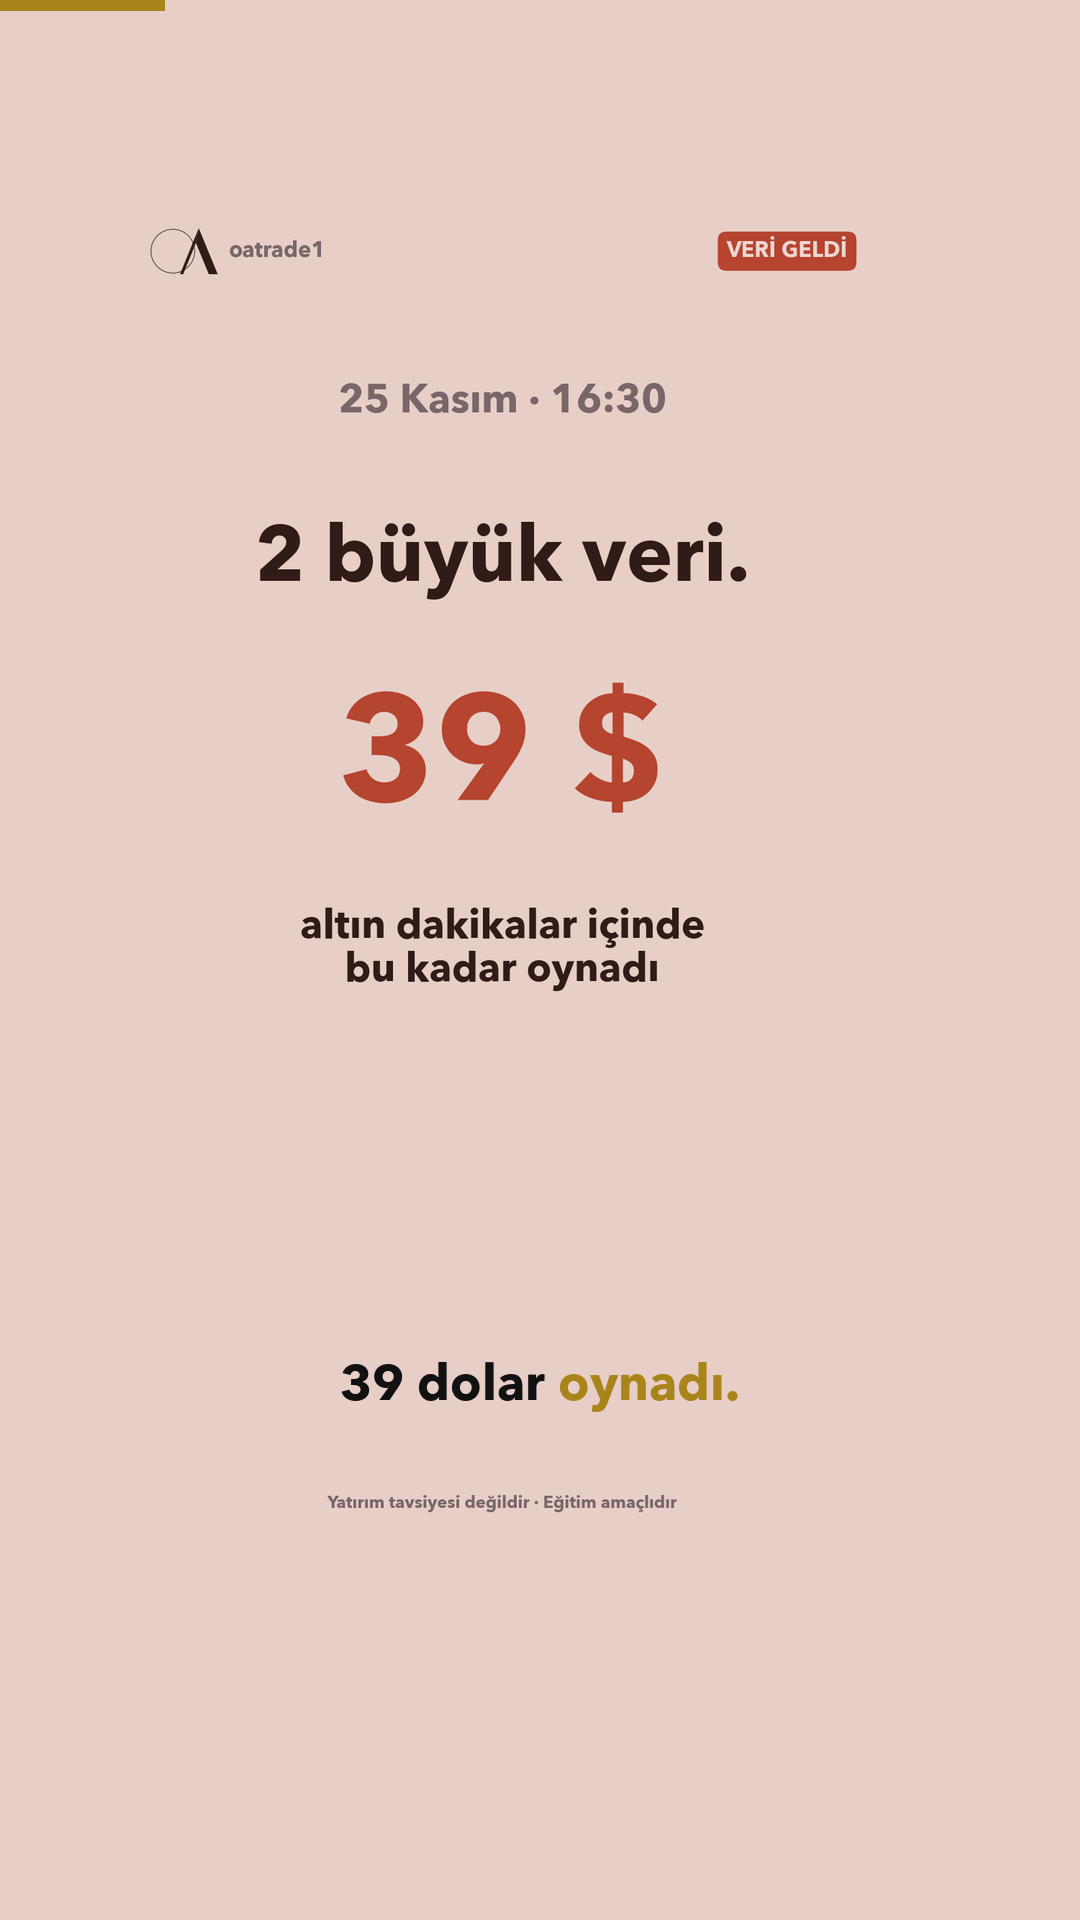 oatrade1
VERİ GELDİ
25 Kasım · 16:30
2 büyük veri.
39 $
altın dakikalar içinde
bu kadar oynadı
39 dolar oynadı.
Yatırım tavsiyesi değildir · Eğitim amaçlıdır